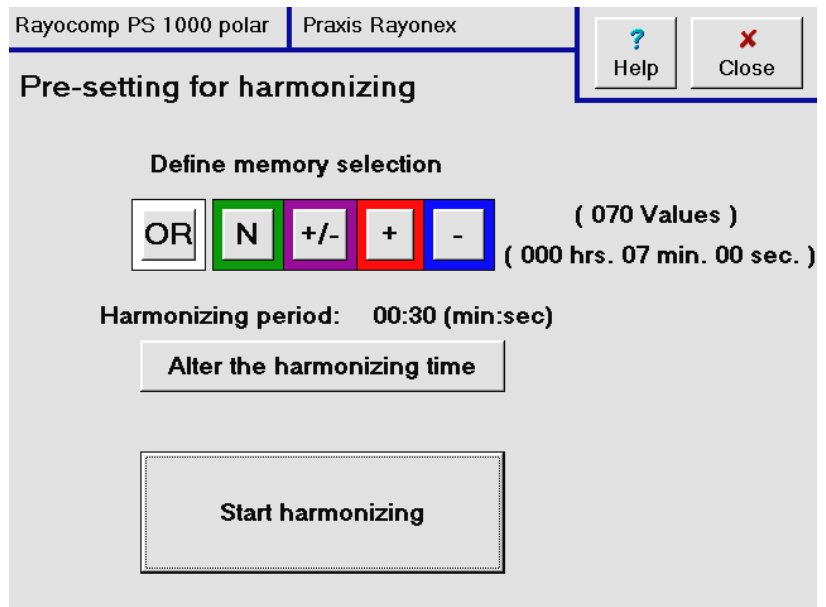 Rayocomp PS 1000 polar
Praxis Rayonex
?
Help
✗
Close
Pre-setting for harmonizing
Define memory selection
OR N +/- + -
( 070 Values )
( 000 hrs. 07 min. 00 sec. )
Harmonizing period: 00:30 (min:sec)
Alter the harmonizing time
Start harmonizing